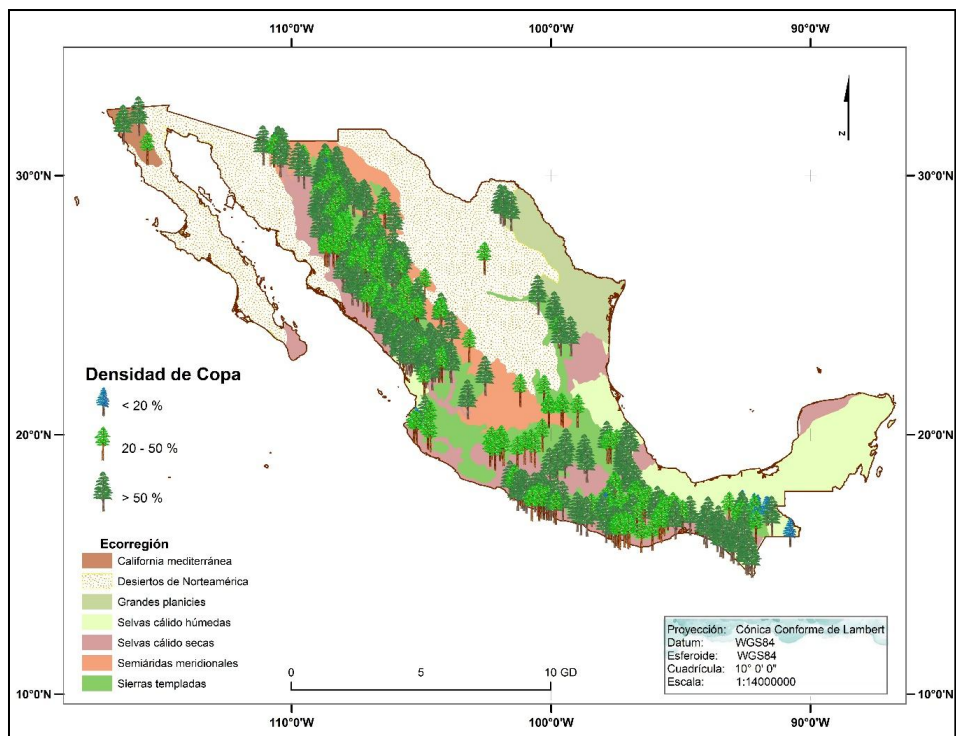 110°0'W 100°0'W 90°0'W
30°0'N 30°0'N
N
Densidad de Copa
< 20 %
20 - 50 %
> 50 %
20°0'N 20°0'N
Ecorregión
California mediterránea
Desiertos de Norteamérica
Grandes planicies
Selvas cálido húmedas
Selvas cálido secas
Semiáridas meridionales
Sierras templadas
0 5 10 GD
Proyección: Cónica Conforme de Lambert
Datum: WGS84
Esferoide: WGS84
Cuadrícula: 10° 0' 0"
Escala: 1:14000000
10°0'N 10°0'N
110°0'W 100°0'W 90°0'W